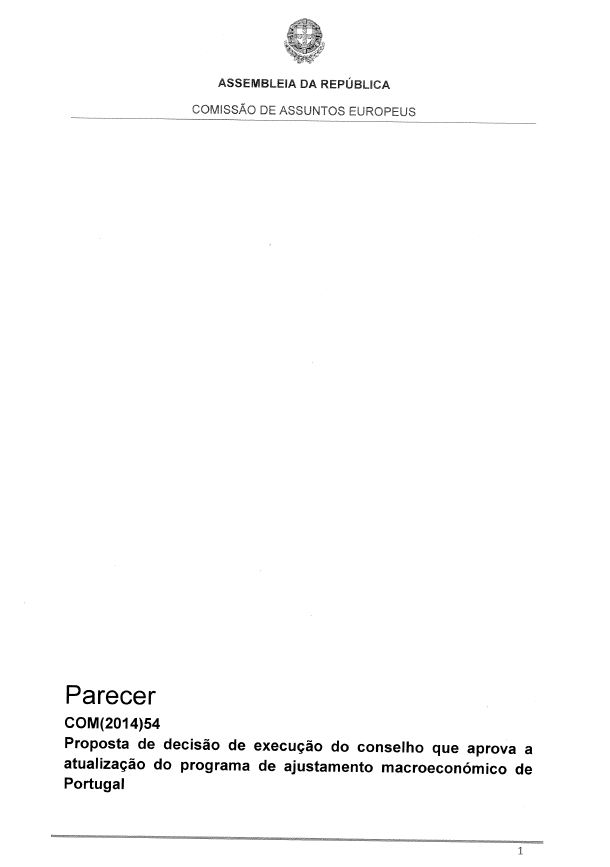 ASSEMBLEIA DA REPÚBLICA
COMISSÃO DE ASSUNTOS EUROPEUS
Parecer
COM(2014)54
Proposta de decisão de execução do conselho que aprova a
atualização do programa de ajustamento macroeconómico de
Portugal
1